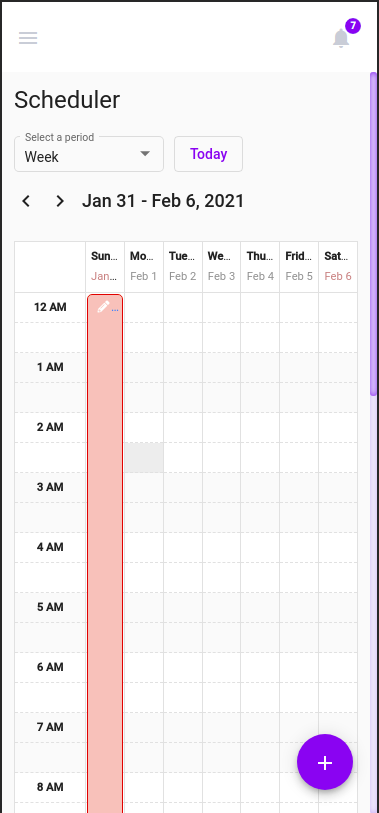 7
Scheduler
Select a period
Week
Today
Jan 31 - Feb 6, 2021
Sun... Mo... Tue... We... Thu... Frid... Sat...
Jan... Feb 1 Feb 2 Feb 3 Feb 4 Feb 5 Feb 6
12 AM
...
1 AM
2 AM
3 AM
4 AM
5 AM
6 AM
7 AM
8 AM